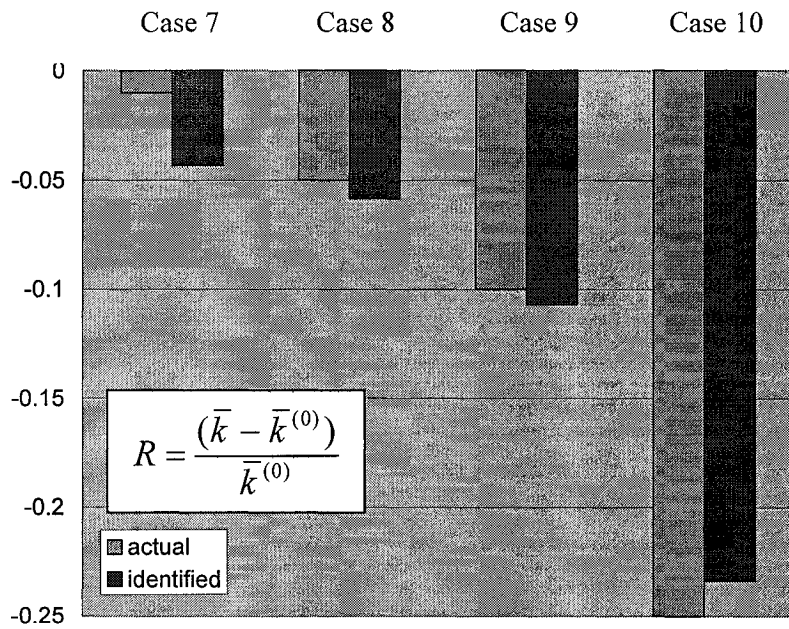 Case 7 Case 8 Case 9 Case 10
0
-0.05
-0.1
-0.15
-0.2
-0.25
R = (k̄ − k̄⁽⁰⁾) / k̄⁽⁰⁾
actual
identified